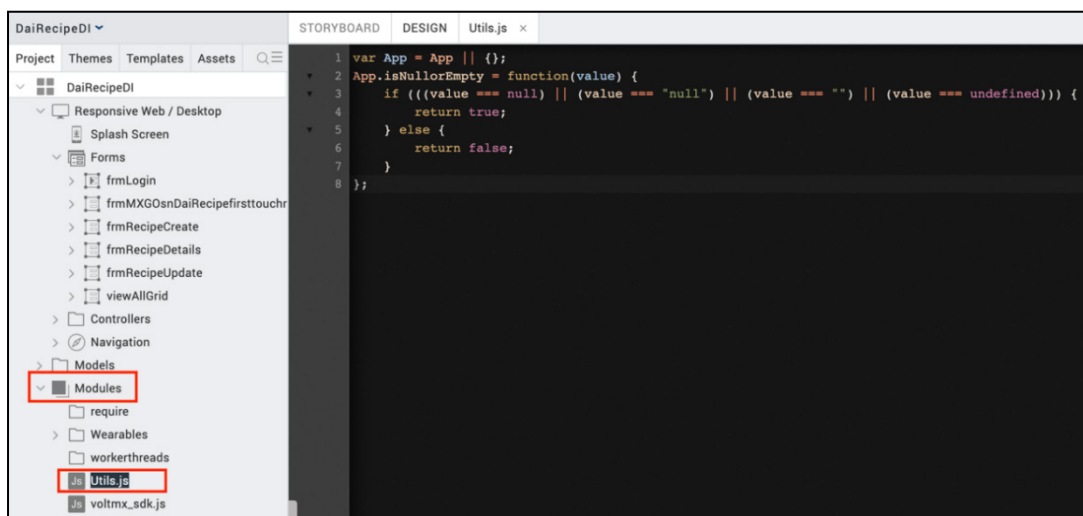 DaiRecipeDI
STORYBOARD DESIGN Utils.js ×
Project Themes Templates Assets
DaiRecipeDI
Responsive Web / Desktop
Splash Screen
Forms
frmLogin
frmMXGOsnDaiRecipefirsttouchr
frmRecipeCreate
frmRecipeDetails
frmRecipeUpdate
viewAllGrid
Controllers
Navigation
Models
Modules
require
Wearables
workerthreads
Js Utils.js
Js voltmx_sdk.js
1 var App = App || {};
2 App.isNullorEmpty = function(value) {
3 if (((value === null) || (value === "null") || (value === "") || (value === undefined))) {
4 return true;
5 } else {
6 return false;
7 }
8 };